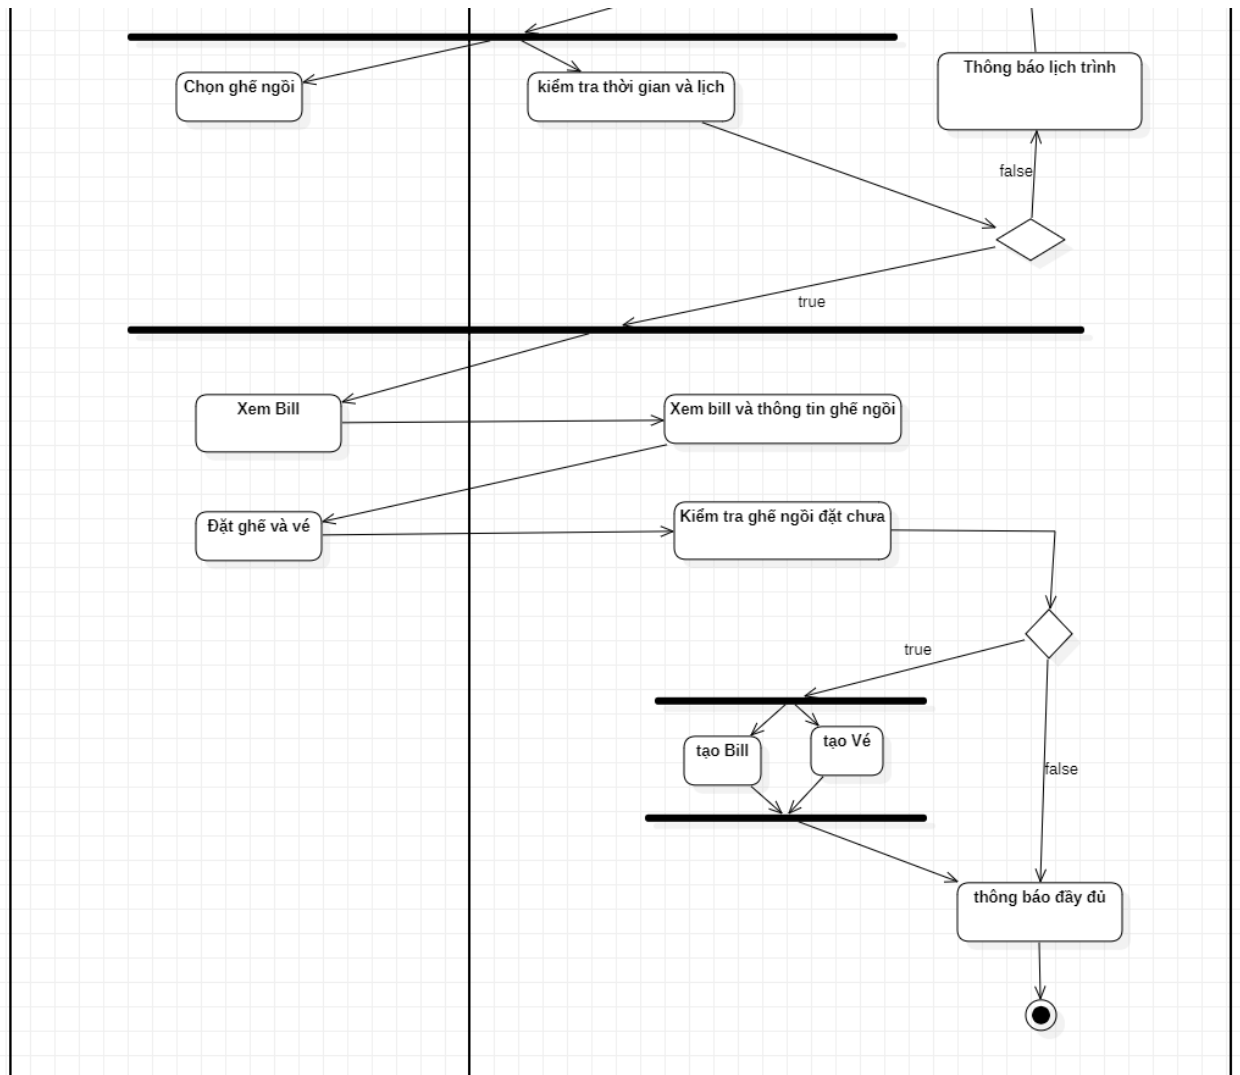 Thông báo lịch trình
Chọn ghế ngồi
kiểm tra thời gian và lịch
false
true
Xem Bill
Xem bill và thông tin ghế ngồi
Đặt ghế và vé
Kiểm tra ghế ngồi đặt chưa
true
tạo Bill
tạo Vé
false
thông báo đầy đủ